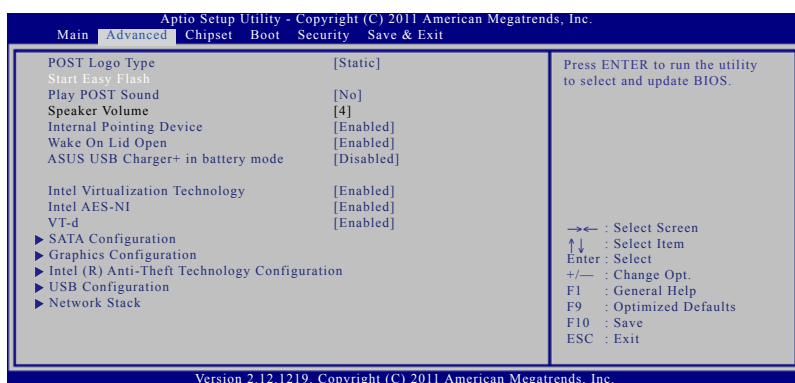 Aptio Setup Utility - Copyright (C) 2011 American Megatrends, Inc.
Main Advanced Chipset Boot Security Save & Exit
POST Logo Type [Static]
Start Easy Flash
Play POST Sound [No]
Speaker Volume [4]
Internal Pointing Device [Enabled]
Wake On Lid Open [Enabled]
ASUS USB Charger+ in battery mode [Disabled]
Intel Virtualization Technology [Enabled]
Intel AES-NI [Enabled]
VT-d [Enabled]
▶ SATA Configuration
▶ Graphics Configuration
▶ Intel (R) Anti-Theft Technology Configuration
▶ USB Configuration
▶ Network Stack
Press ENTER to run the utility
to select and update BIOS.
→← : Select Screen
↑↓ : Select Item
Enter : Select
+/— : Change Opt.
F1 : General Help
F9 : Optimized Defaults
F10 : Save
ESC : Exit
Version 2.12.1219. Copyright (C) 2011 American Megatrends, Inc.